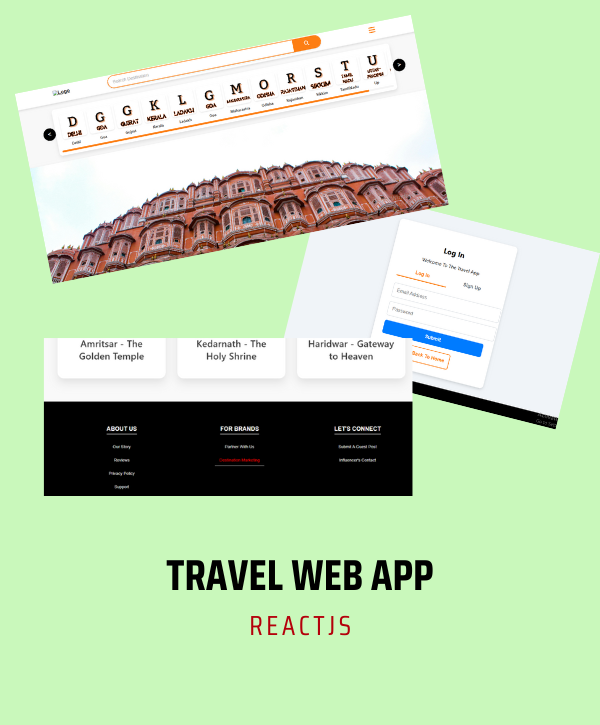 Logo
Search Destination
D G G K L G M O R S T U
DELHI GOA GUJRAT KERALA LADAKH GOA MAHARASHTRA ODISHA RAJASTHAN SIKKIM TAMIL NADU UTTAR PRADESH
Delhi Goa Gujrat Kerala Ladakh Goa Maharashtra Odisha Rajasthan Sikkim TamilNadu Up
Log In
Welcome To The Travel App
Log In Sign Up
Email Address
Password
Submit
Back To Home
Amritsar - The
Golden Temple
Kedarnath - The
Holy Shrine
Haridwar - Gateway
to Heaven
ABOUT US
Our Story
Reviews
Privacy Policy
Support
FOR BRANDS
Partner With Us
Destination Marketing
LET'S CONNECT
Submit A Guest Post
Influencer's Contact
TRAVEL WEB APP
REACTJS